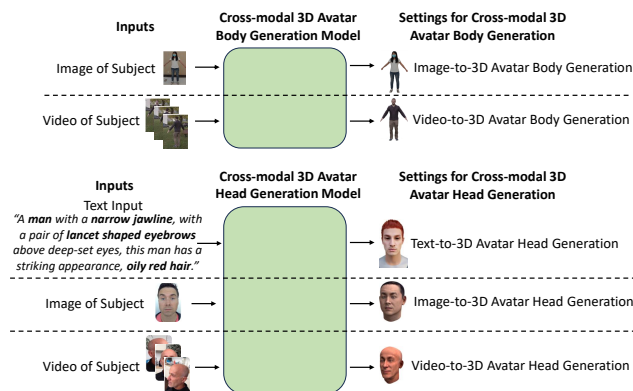 Inputs
Cross-modal 3D Avatar
Body Generation Model
Settings for Cross-modal 3D
Avatar Body Generation
Image of Subject
Image-to-3D Avatar Body Generation
Video of Subject
Video-to-3D Avatar Body Generation
Inputs
Cross-modal 3D Avatar
Head Generation Model
Settings for Cross-modal 3D
Avatar Head Generation
Text Input
“A man with a narrow jawline, with
a pair of lancet shaped eyebrows
above deep-set eyes, this man has a
striking appearance, oily red hair.”
Text-to-3D Avatar Head Generation
Image of Subject
Image-to-3D Avatar Head Generation
Video of Subject
Video-to-3D Avatar Head Generation